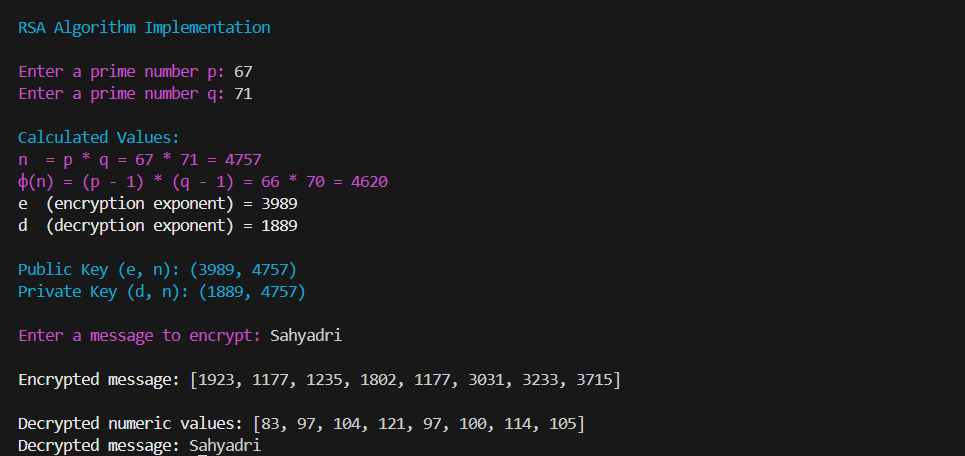 RSA Algorithm Implementation
Enter a prime number p: 67
Enter a prime number q: 71
Calculated Values:
n  = p * q = 67 * 71 = 4757
ϕ(n) = (p - 1) * (q - 1) = 66 * 70 = 4620
e  (encryption exponent) = 3989
d  (decryption exponent) = 1889
Public Key (e, n): (3989, 4757)
Private Key (d, n): (1889, 4757)
Enter a message to encrypt: Sahyadri
Encrypted message: [1923, 1177, 1235, 1802, 1177, 3031, 3233, 3715]
Decrypted numeric values: [83, 97, 104, 121, 97, 100, 114, 105]
Decrypted message: Sahyadri